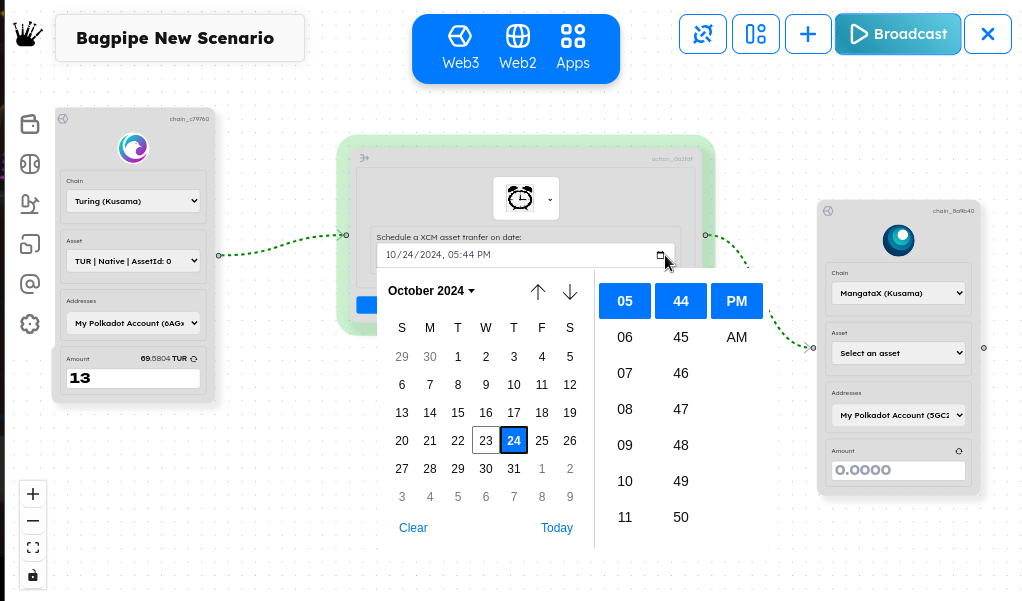 Bagpipe New Scenario
Web3 Web2 Apps
Broadcast
chain_c79760
Chain
Turing (Kusama)
Asset
TUR | Native | AssetId: 0
Addresses
My Polkadot Account (6AG
Amount
69.5804 TUR
13
Schedule a XCM asset tranfer on date:
10/24/2024, 05:44 PM
October 2024
S M T W T F S
29 30 1 2 3 4 5
6 7 8 9 10 11 12
13 14 15 16 17 18 19
20 21 22 23 24 25 26
27 28 29 30 31 1 2
3 4 5 6 7 8 9
Clear Today
05 44 PM
06 45 AM
07 46
08 47
09 48
10 49
11 50
chain_8a9b40
Chain
MangataX (Kusama)
Asset
Select an asset
Addresses
My Polkadot Account (5GC
Amount
0.0000